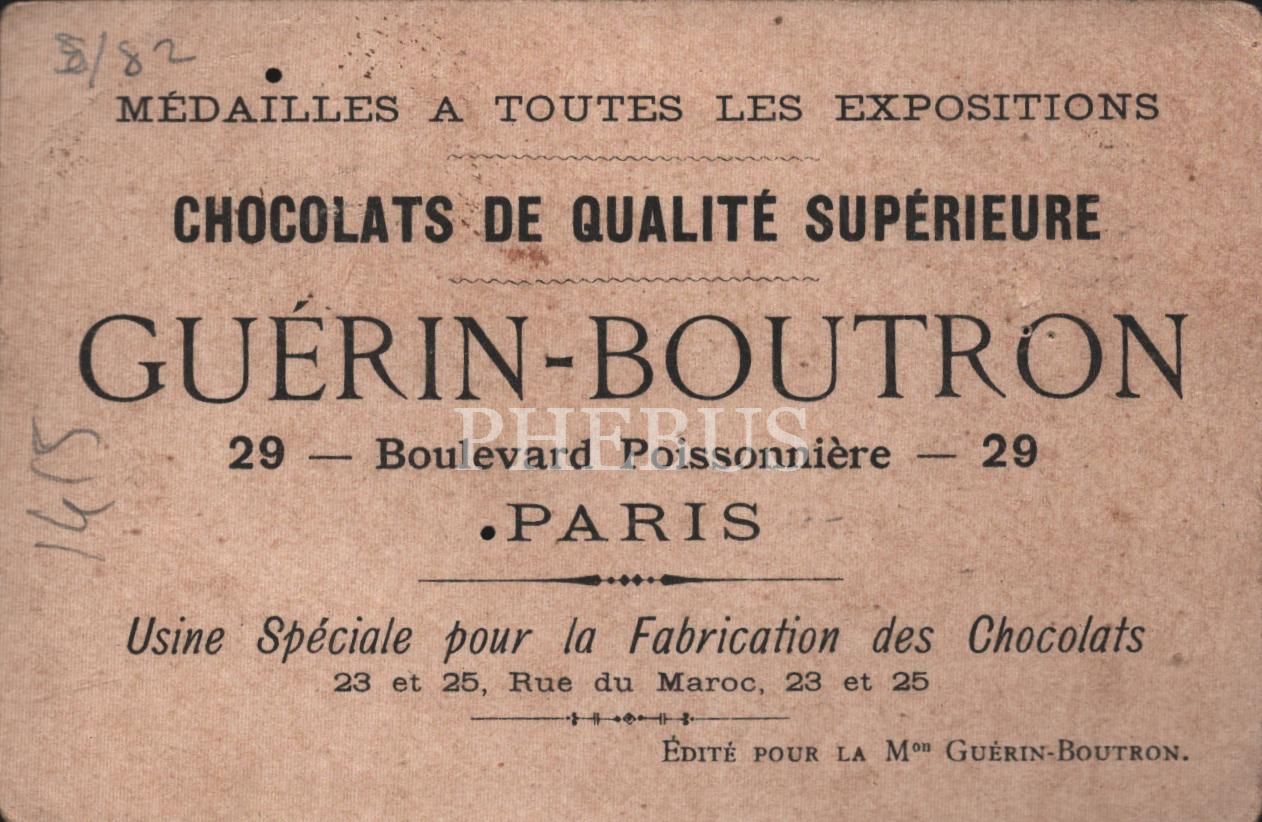 8/82
MÉDAILLES A TOUTES LES EXPOSITIONS
CHOCOLATS DE QUALITÉ SUPÉRIEURE
GUÉRIN-BOUTRON
PHEBUS
29 — Boulevard Poissonnière — 29
PARIS
Usine Spéciale pour la Fabrication des Chocolats
23 et 25, Rue du Maroc, 23 et 25
ÉDITÉ POUR LA Mon GUÉRIN-BOUTRON.